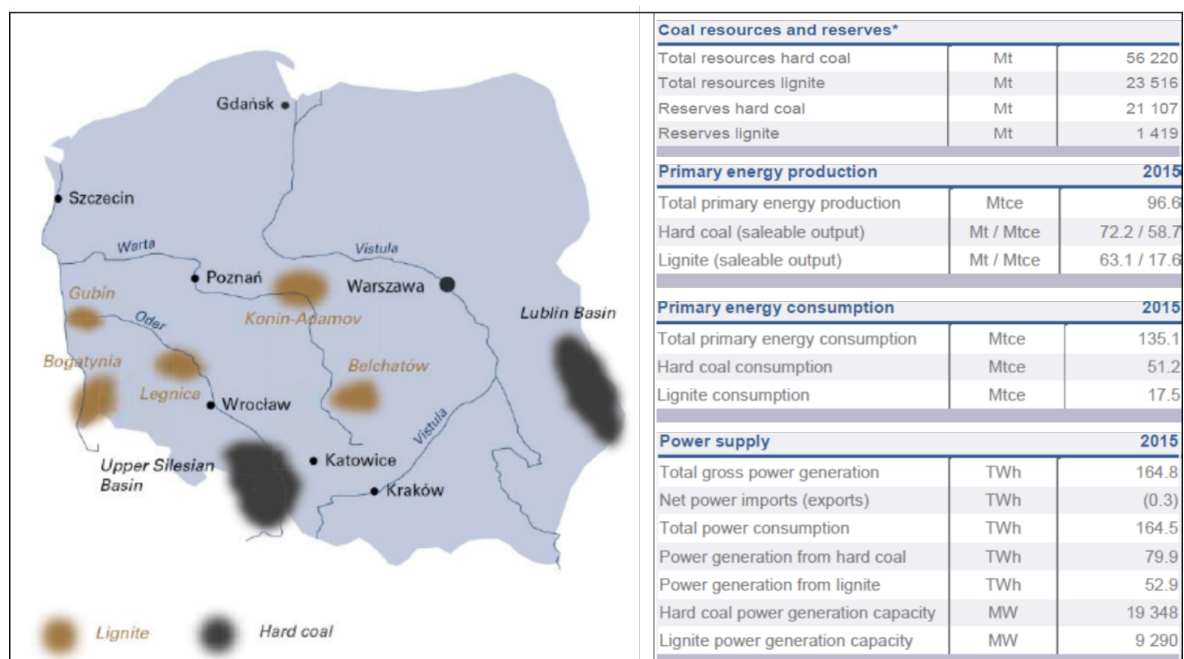 Gdańsk
Szczecin
Warta
Vistula
Poznań
Warszawa
Gubin
Konin-Adamov
Lublin Basin
Oder
Bogatynia
Belchatów
Legnica
Wrocław
Vistula
Upper Silesian
Basin
Katowice
Kraków
Lignite
Hard coal
Coal resources and reserves*
Total resources hard coal Mt 56 220
Total resources lignite Mt 23 516
Reserves hard coal Mt 21 107
Reserves lignite Mt 1 419
Primary energy production 2015
Total primary energy production Mtce 96.6
Hard coal (saleable output) Mt / Mtce 72.2 / 58.7
Lignite (saleable output) Mt / Mtce 63.1 / 17.6
Primary energy consumption 2015
Total primary energy consumption Mtce 135.1
Hard coal consumption Mtce 51.2
Lignite consumption Mtce 17.5
Power supply 2015
Total gross power generation TWh 164.8
Net power imports (exports) TWh (0.3)
Total power consumption TWh 164.5
Power generation from hard coal TWh 79.9
Power generation from lignite TWh 52.9
Hard coal power generation capacity MW 19 348
Lignite power generation capacity MW 9 290